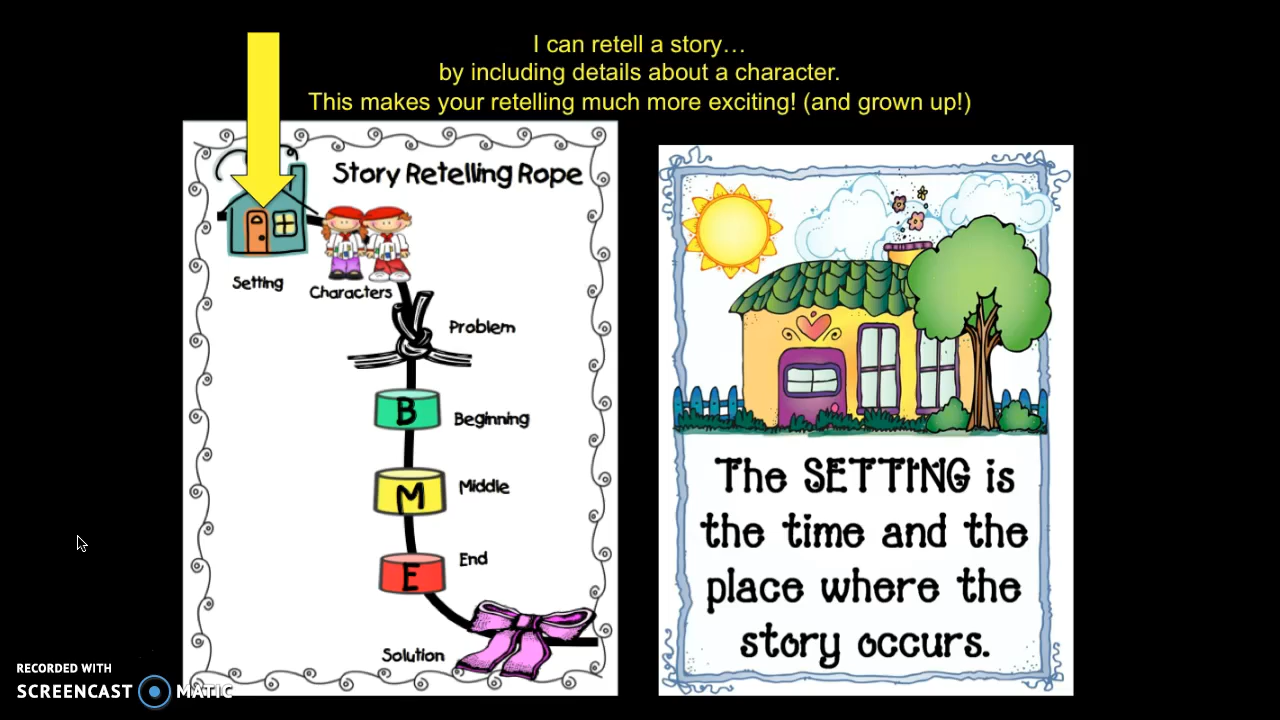 I can retell a story…
by including details about a character.
This makes your retelling much more exciting! (and grown up!)
Story Retelling Rope
Setting
Characters
Problem
B
Beginning
M
Middle
E
End
Solution
The SETTING is
the time and the
place where the
story occurs.
RECORDED WITH
SCREENCAST MATIC